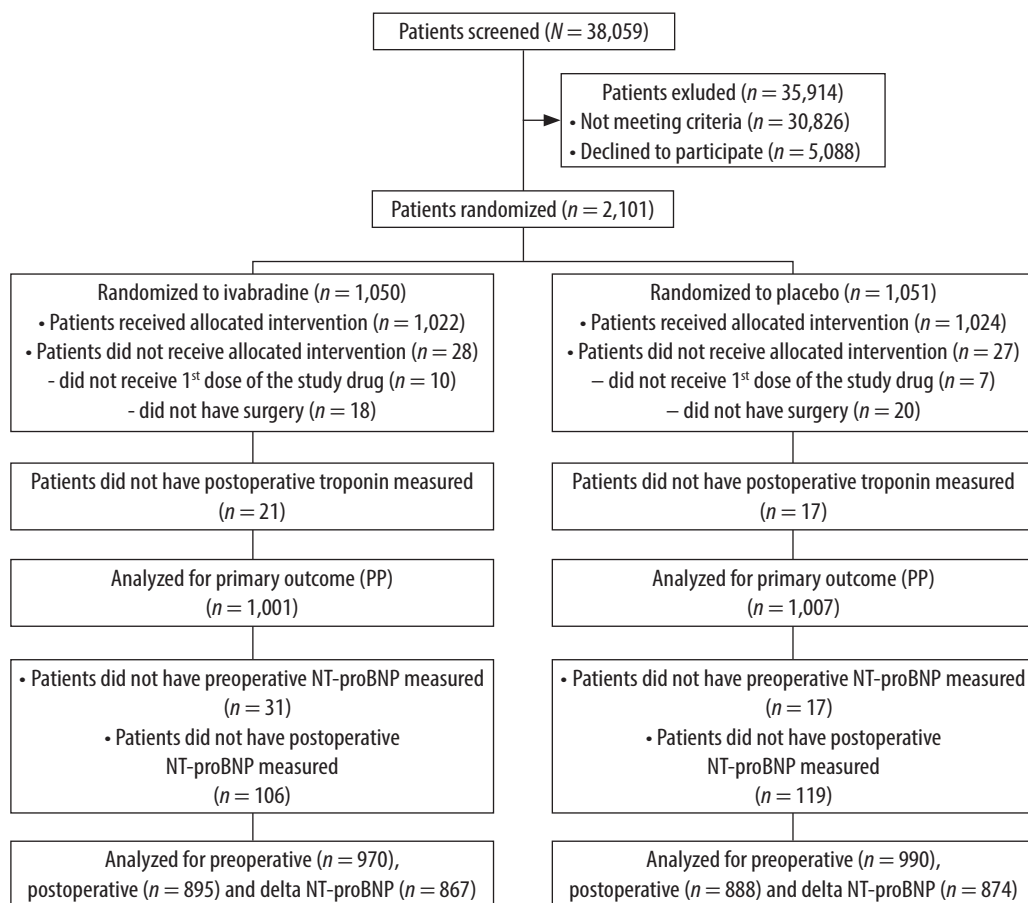 Patients screened (N = 38,059)
Patients exluded (n = 35,914)
• Not meeting criteria (n = 30,826)
• Declined to participate (n = 5,088)
Patients randomized (n = 2,101)
Randomized to ivabradine (n = 1,050)
• Patients received allocated intervention (n = 1,022)
• Patients did not receive allocated intervention (n = 28)
- did not receive 1st dose of the study drug (n = 10)
- did not have surgery (n = 18)
Randomized to placebo (n = 1,051)
• Patients received allocated intervention (n = 1,024)
• Patients did not receive allocated intervention (n = 27)
– did not receive 1st dose of the study drug (n = 7)
– did not have surgery (n = 20)
Patients did not have postoperative troponin measured
(n = 21)
Patients did not have postoperative troponin measured
(n = 17)
Analyzed for primary outcome (PP)
(n = 1,001)
Analyzed for primary outcome (PP)
(n = 1,007)
• Patients did not have preoperative NT-proBNP measured
(n = 31)
• Patients did not have postoperative
NT-proBNP measured
(n = 106)
• Patients did not have preoperative NT-proBNP measured
(n = 17)
• Patients did not have postoperative
NT-proBNP measured
(n = 119)
Analyzed for preoperative (n = 970),
postoperative (n = 895) and delta NT-proBNP (n = 867)
Analyzed for preoperative (n = 990),
postoperative (n = 888) and delta NT-proBNP (n = 874)